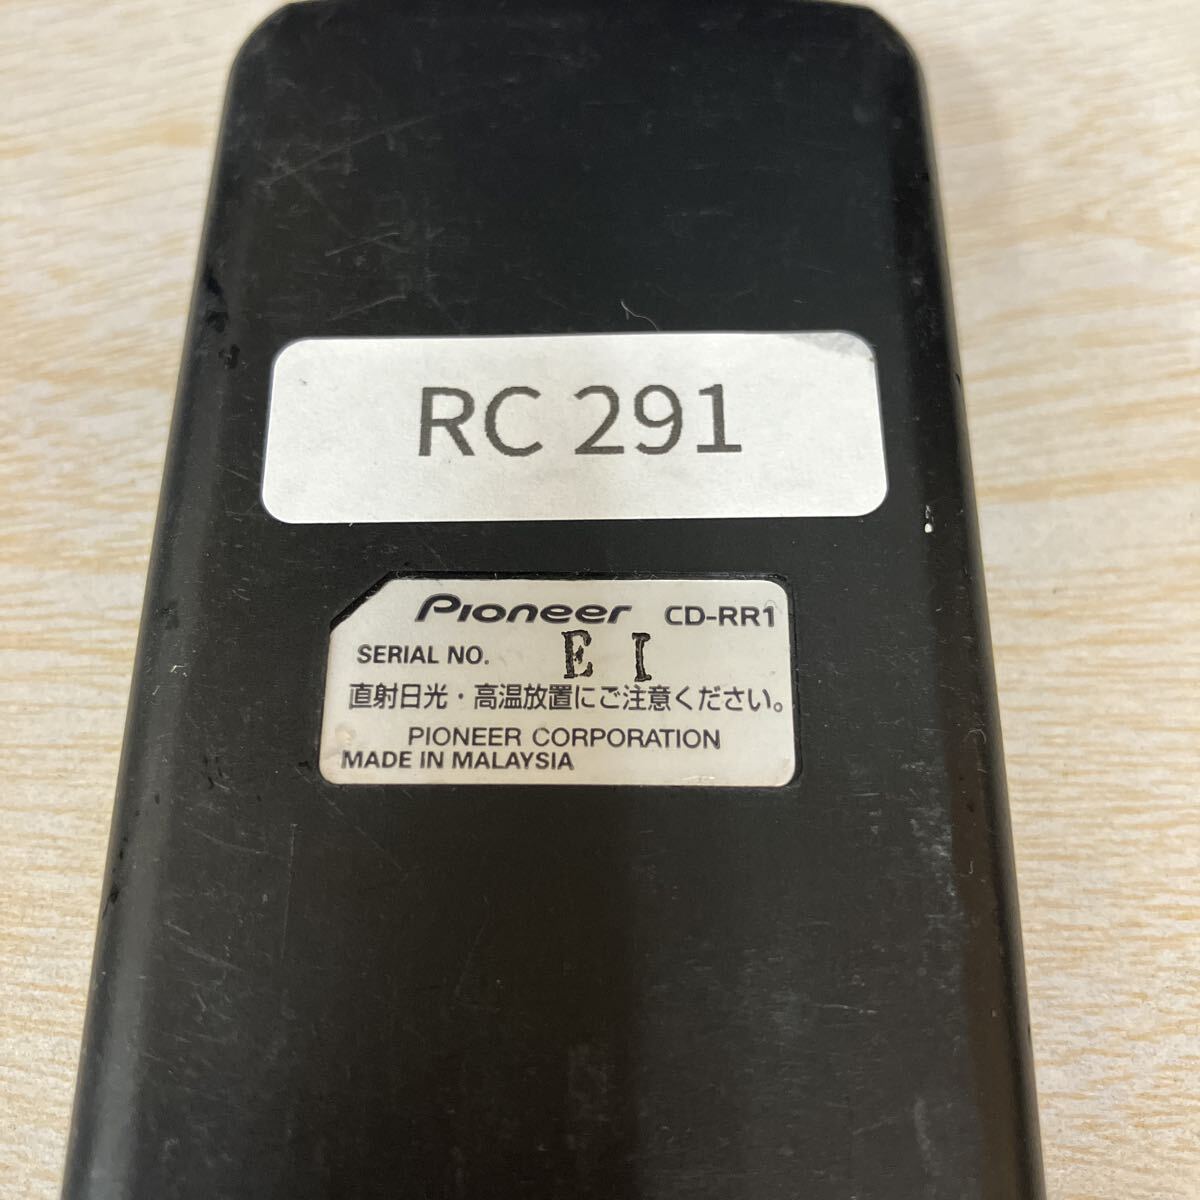 RC 291
Pioneer CD-RR1
SERIAL NO. E I
直射日光・高温放置にご注意ください。
PIONEER CORPORATION
MADE IN MALAYSIA